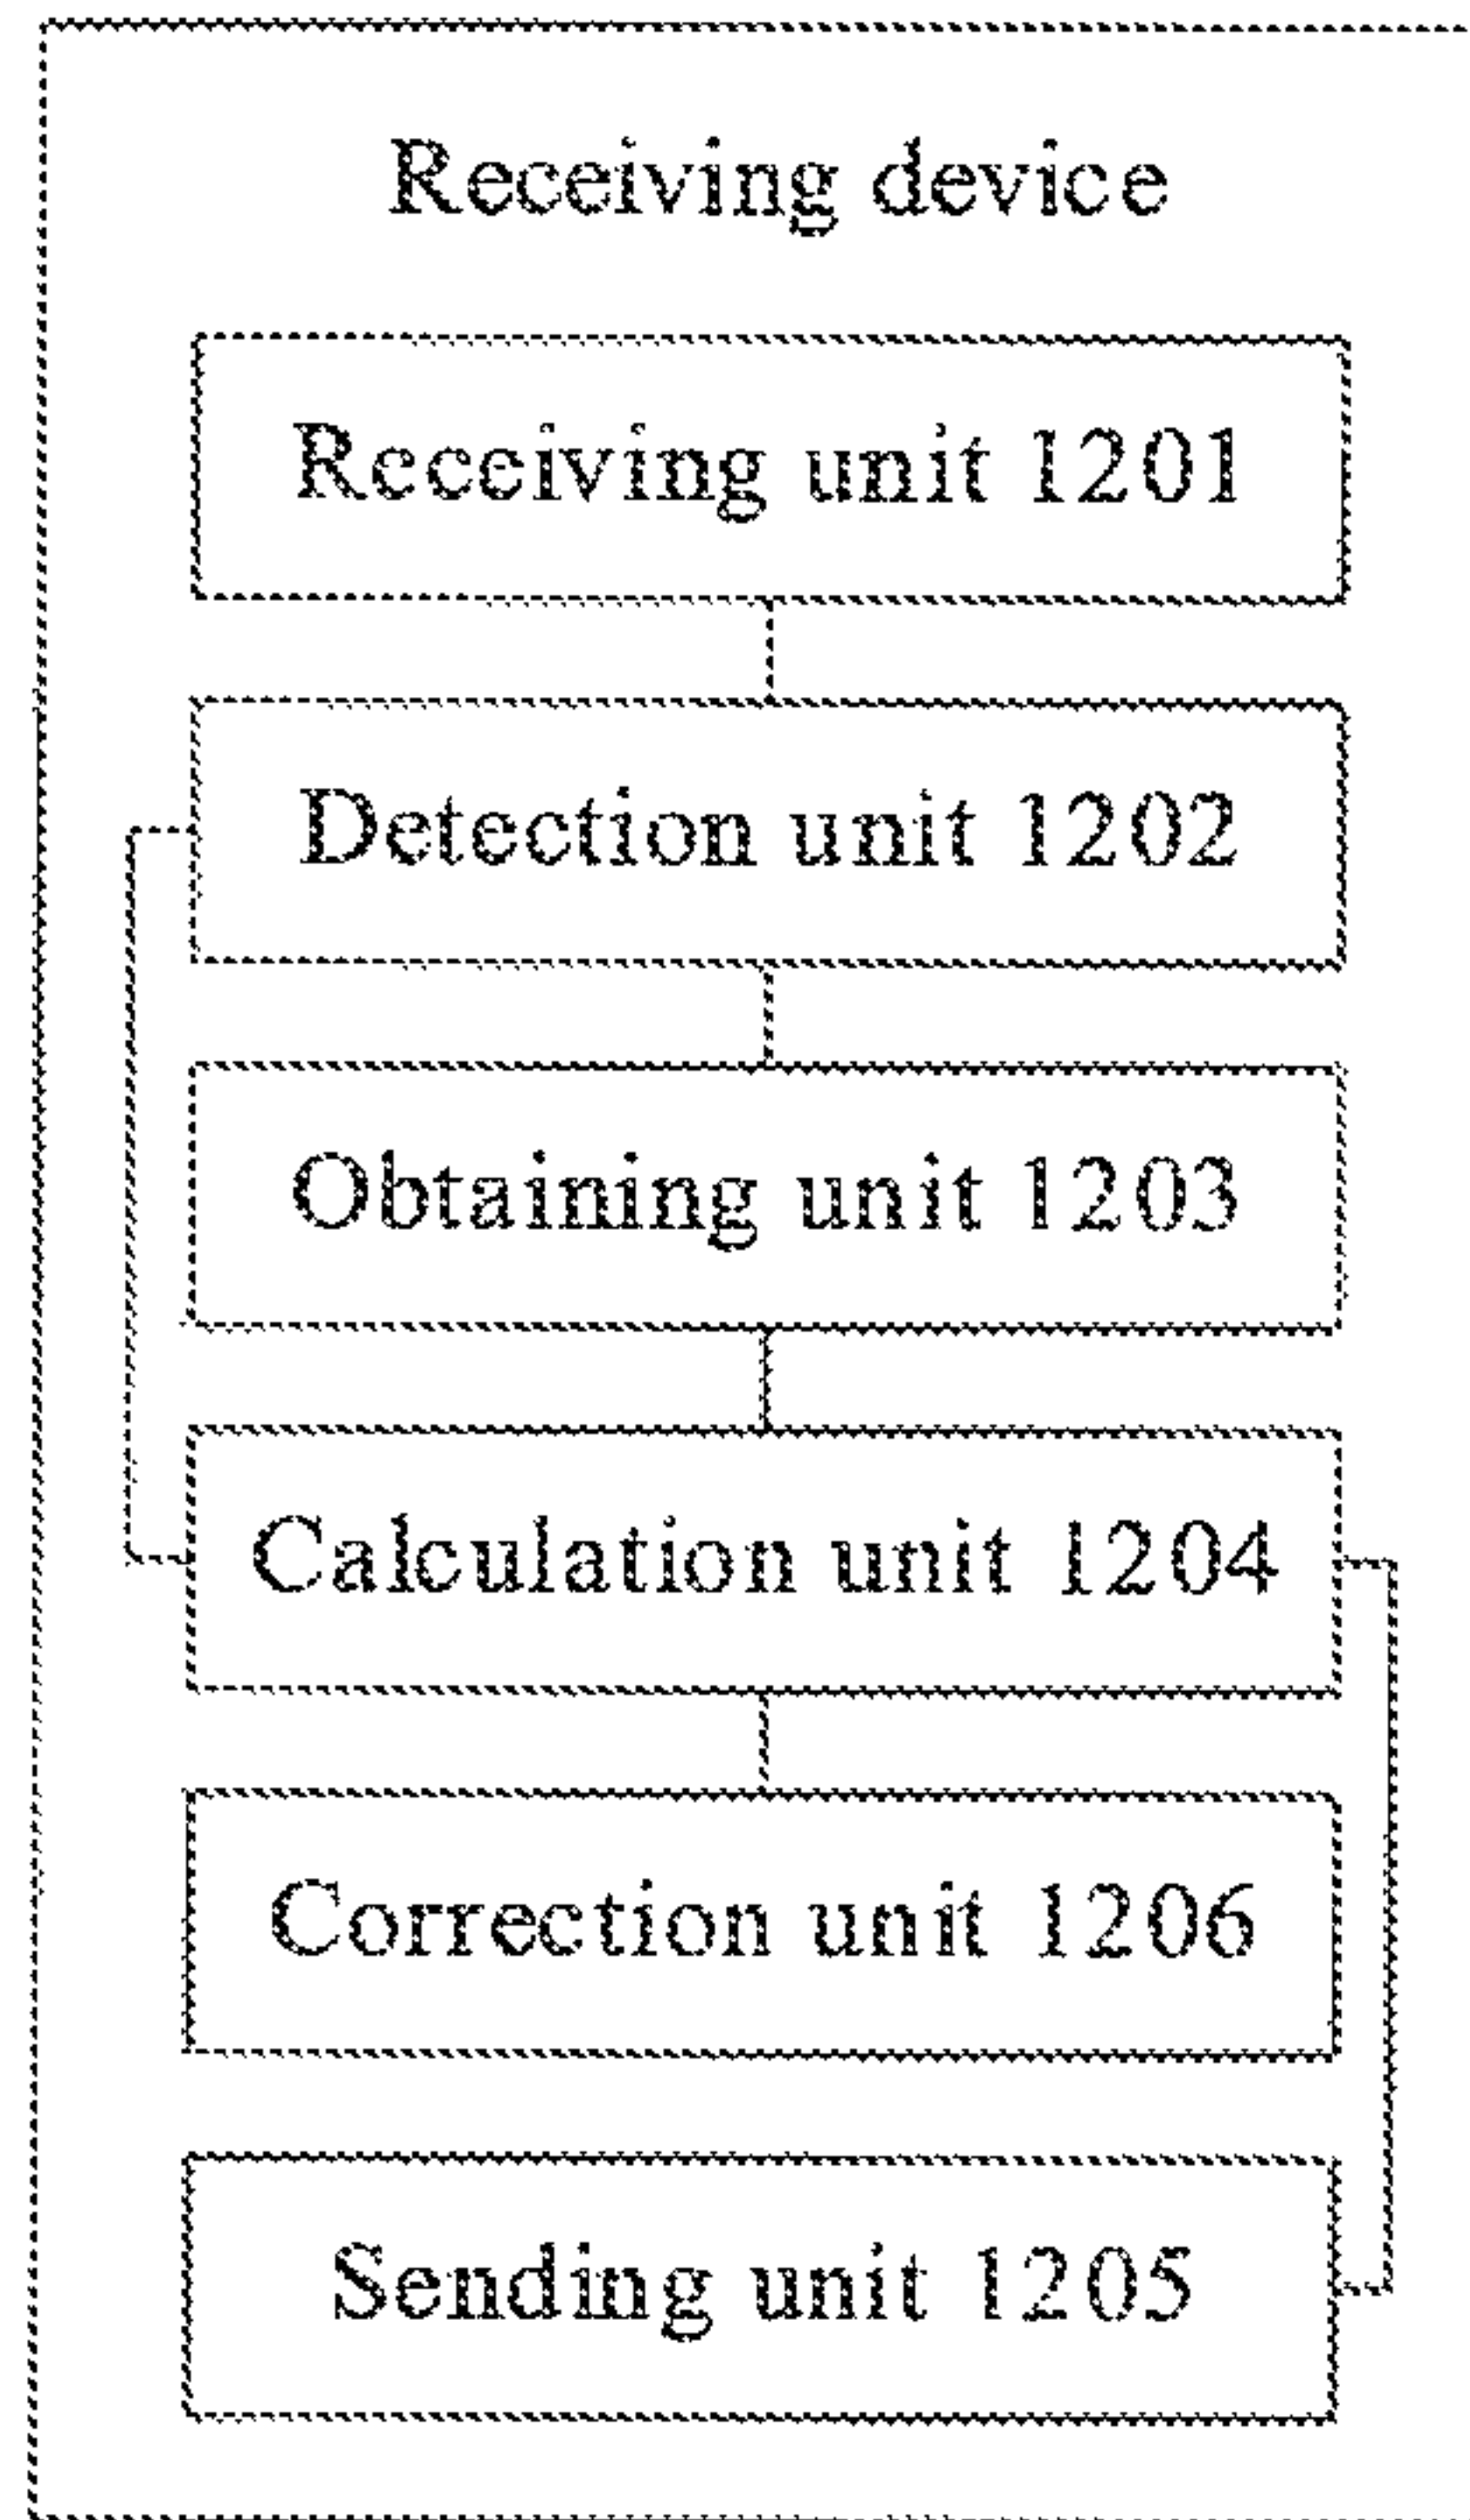 Receiving device
Receiving unit 1201
Detection unit 1202
Obtaining unit 1203
Calculation unit 1204
Correction unit 1206
Sending unit 1205